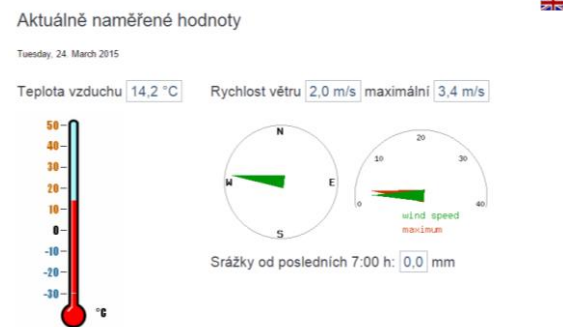 Aktuálně naměřené hodnoty
Tuesday, 24. March 2015
Teplota vzduchu 14,2 °C
Rychlost větru 2,0 m/s maximální 3,4 m/s
50
40
30
20
10
0
-10
-20
-30
°C
N
W
E
S
0
10
20
30
40
wind speed
maximum
Srážky od posledních 7:00 h: 0,0 mm